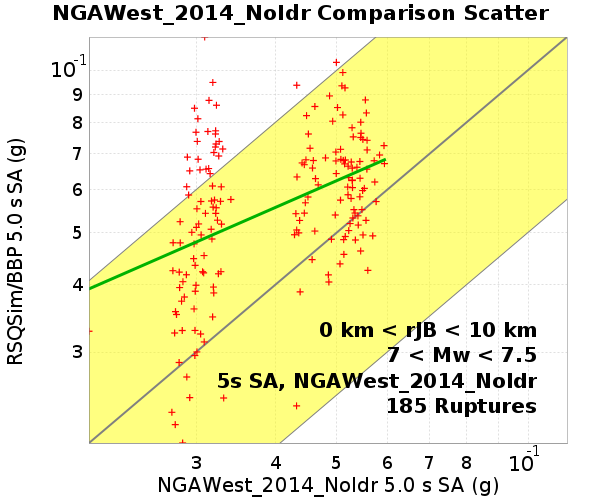 NGAWest_2014_NoIdr Comparison Scatter
RSQSim/BBP 5.0 s SA (g)
10⁻¹
9
8
7
6
5
4
3
0 km < rJB < 10 km
7 < Mw < 7.5
5s SA, NGAWest_2014_NoIdr
185 Ruptures
3 4 5 6 7 8 9 10⁻¹
NGAWest_2014_NoIdr 5.0 s SA (g)